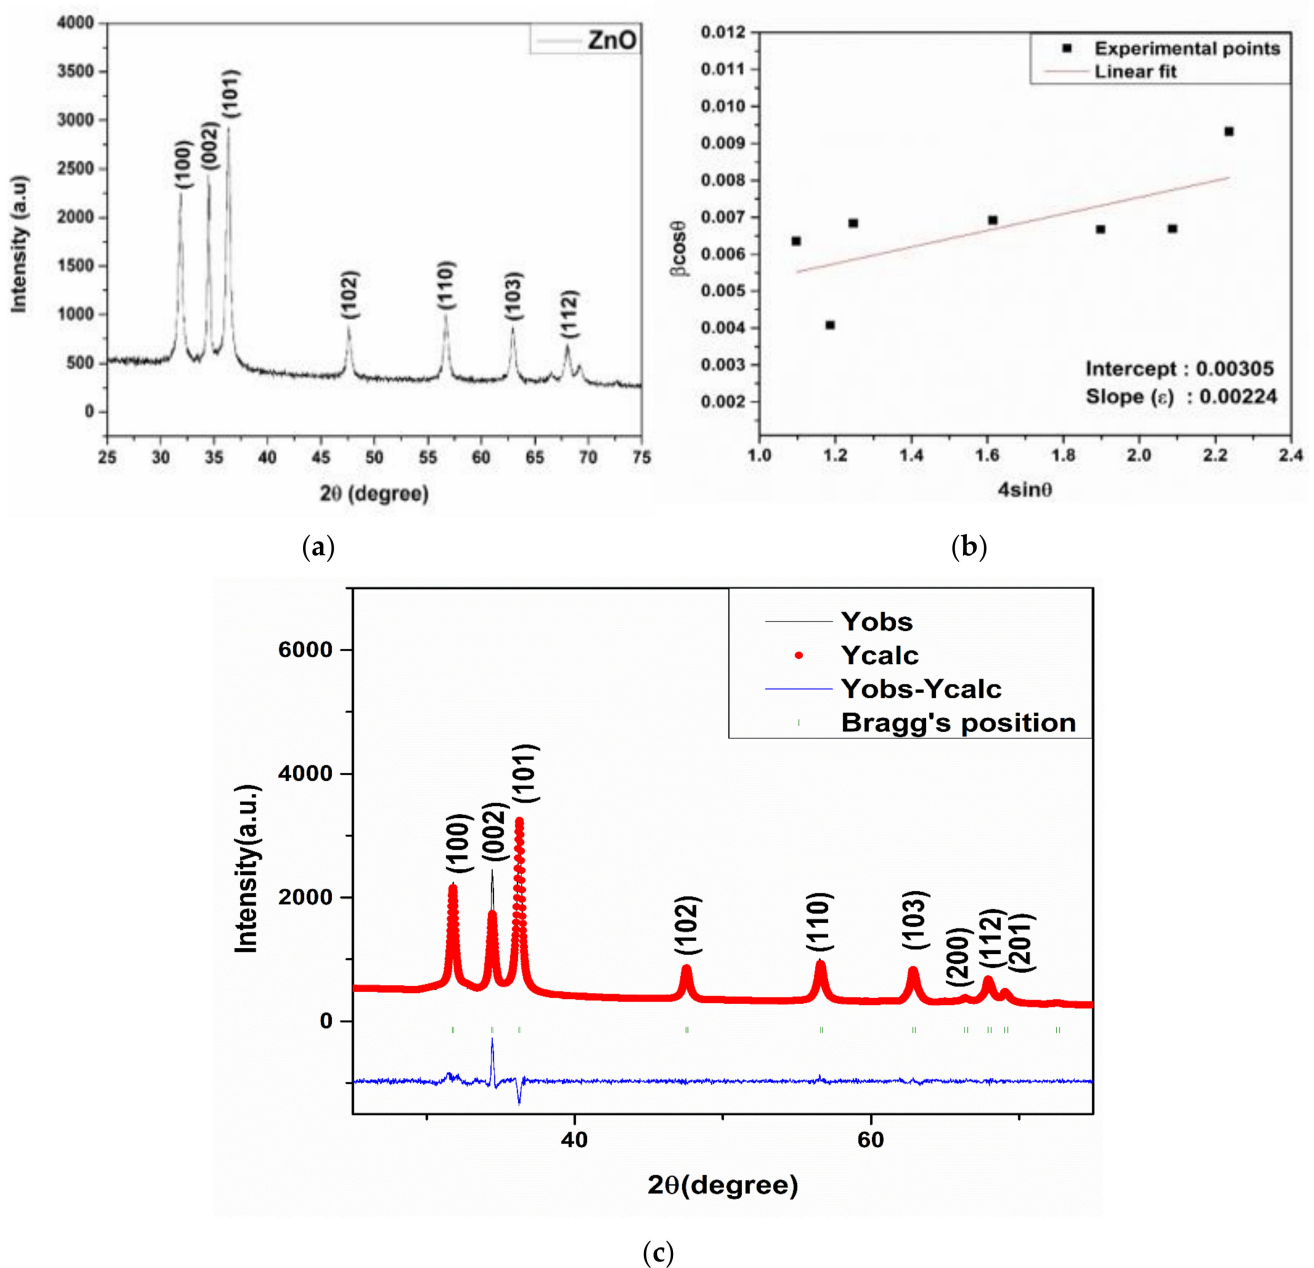 4000
3500
3000
2500
2000
1500
1000
500
0
Intensity (a.u)
ZnO
(100)
(002)
(101)
(102)
(110)
(103)
(112)
25 30 35 40 45 50 55 60 65 70 75
2θ (degree)
(a)
0.012
0.011
0.010
0.009
0.008
0.007
0.006
0.005
0.004
0.003
0.002
βcosθ
Experimental points
Linear fit
Intercept : 0.00305
Slope (ε) : 0.00224
1.0 1.2 1.4 1.6 1.8 2.0 2.2 2.4
4sinθ
(b)
6000
4000
2000
0
Intensity(a.u.)
Yobs
Ycalc
Yobs-Ycalc
Bragg's position
(100)
(002)
(101)
(102)
(110)
(103)
(200)
(112)
(201)
40 60
2θ(degree)
(c)